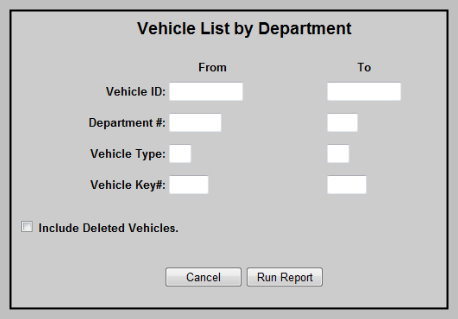 Vehicle List by Department
From To
Vehicle ID:
Department #:
Vehicle Type:
Vehicle Key#:
Include Deleted Vehicles.
Cancel Run Report